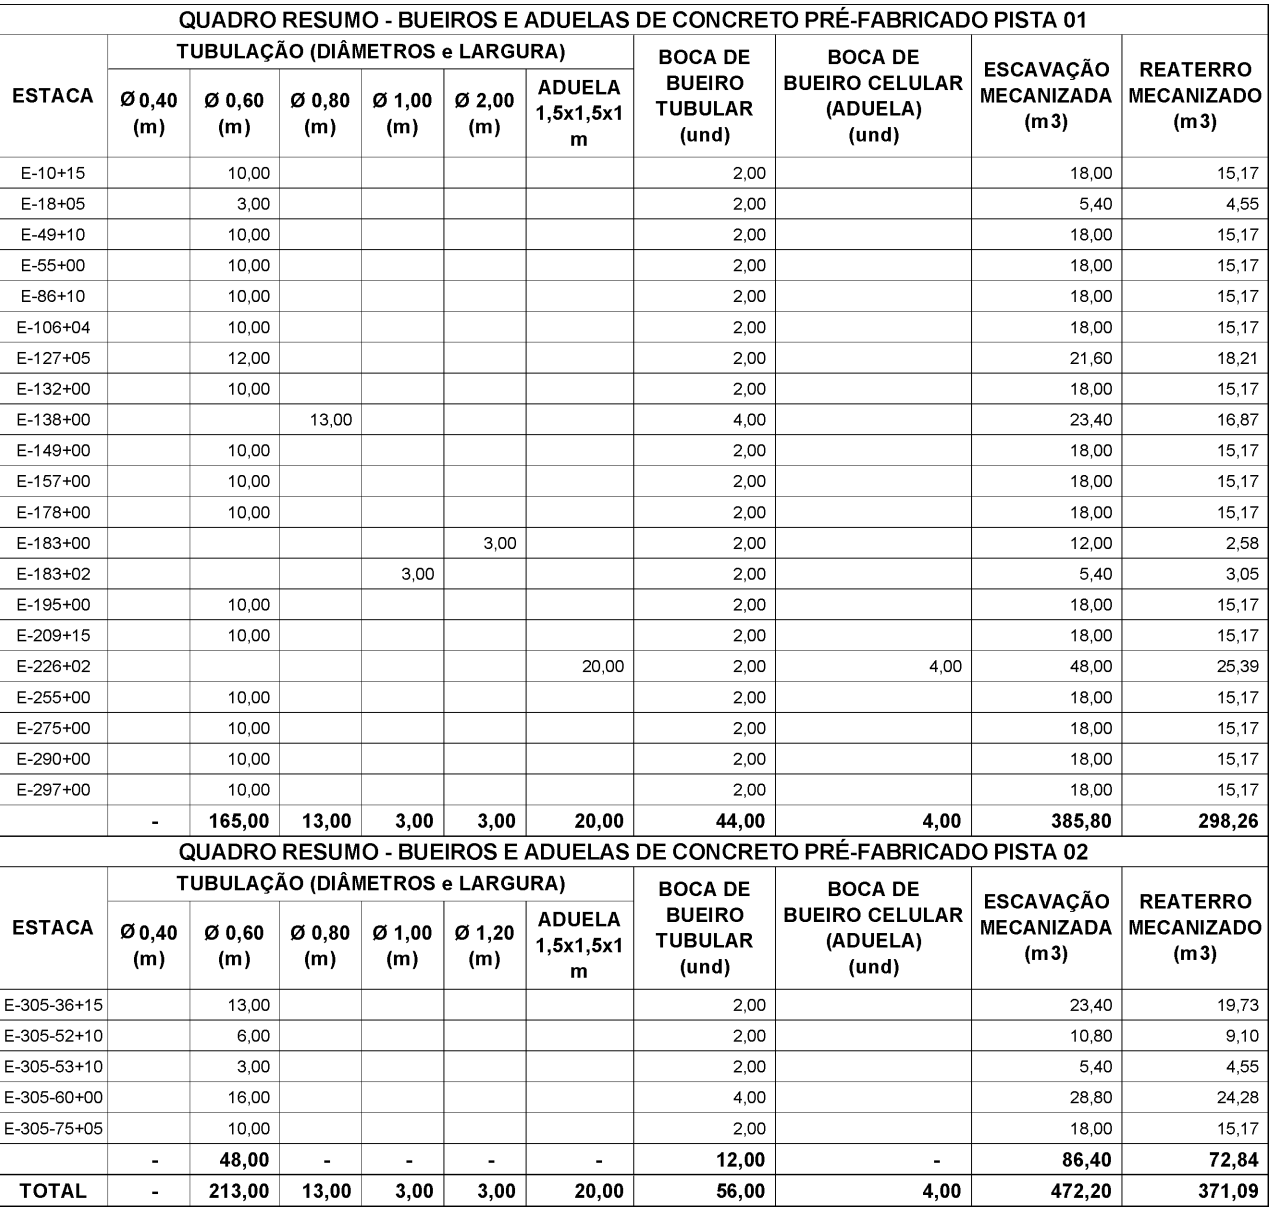 QUADRO RESUMO - BUEIROS E ADUELAS DE CONCRETO PRÉ-FABRICADO PISTA 01
ESTACA TUBULAÇÃO (DIÂMETROS e LARGURA) BOCA DE BUEIRO TUBULAR (und) BOCA DE BUEIRO CELULAR (ADUELA) (und) ESCAVAÇÃO MECANIZADA (m3) REATERRO MECANIZADO (m3)
Ø 0,40 (m) Ø 0,60 (m) Ø 0,80 (m) Ø 1,00 (m) Ø 2,00 (m) ADUELA 1,5x1,5x1 m
E-10+15 10,00 2,00 18,00 15,17
E-18+05 3,00 2,00 5,40 4,55
E-49+10 10,00 2,00 18,00 15,17
E-55+00 10,00 2,00 18,00 15,17
E-86+10 10,00 2,00 18,00 15,17
E-106+04 10,00 2,00 18,00 15,17
E-127+05 12,00 2,00 21,60 18,21
E-132+00 10,00 2,00 18,00 15,17
E-138+00 13,00 4,00 23,40 16,87
E-149+00 10,00 2,00 18,00 15,17
E-157+00 10,00 2,00 18,00 15,17
E-178+00 10,00 2,00 18,00 15,17
E-183+00 3,00 2,00 12,00 2,58
E-183+02 3,00 2,00 5,40 3,05
E-195+00 10,00 2,00 18,00 15,17
E-209+15 10,00 2,00 18,00 15,17
E-226+02 20,00 2,00 4,00 48,00 25,39
E-255+00 10,00 2,00 18,00 15,17
E-275+00 10,00 2,00 18,00 15,17
E-290+00 10,00 2,00 18,00 15,17
E-297+00 10,00 2,00 18,00 15,17
- 165,00 13,00 3,00 3,00 20,00 44,00 4,00 385,80 298,26
QUADRO RESUMO - BUEIROS E ADUELAS DE CONCRETO PRÉ-FABRICADO PISTA 02
ESTACA TUBULAÇÃO (DIÂMETROS e LARGURA) BOCA DE BUEIRO TUBULAR (und) BOCA DE BUEIRO CELULAR (ADUELA) (und) ESCAVAÇÃO MECANIZADA (m3) REATERRO MECANIZADO (m3)
Ø 0,40 (m) Ø 0,60 (m) Ø 0,80 (m) Ø 1,00 (m) Ø 1,20 (m) ADUELA 1,5x1,5x1 m
E-305-36+15 13,00 2,00 23,40 19,73
E-305-52+10 6,00 2,00 10,80 9,10
E-305-53+10 3,00 2,00 5,40 4,55
E-305-60+00 16,00 4,00 28,80 24,28
E-305-75+05 10,00 2,00 18,00 15,17
- 48,00 - - - - 12,00 - 86,40 72,84
TOTAL - 213,00 13,00 3,00 3,00 20,00 56,00 4,00 472,20 371,09